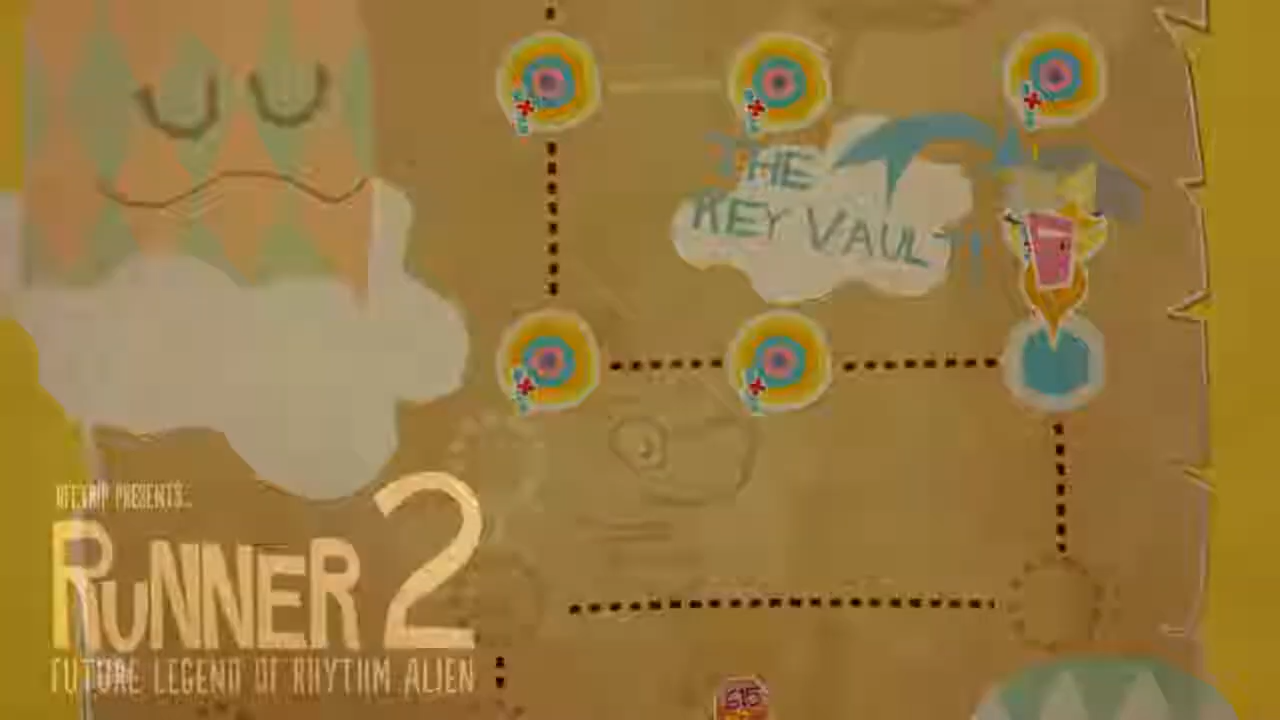 THE
KEY VAULT!
PRESENTS...
RUNNER 2
FUTURE LEGEND OF RHYTHM ALIEN